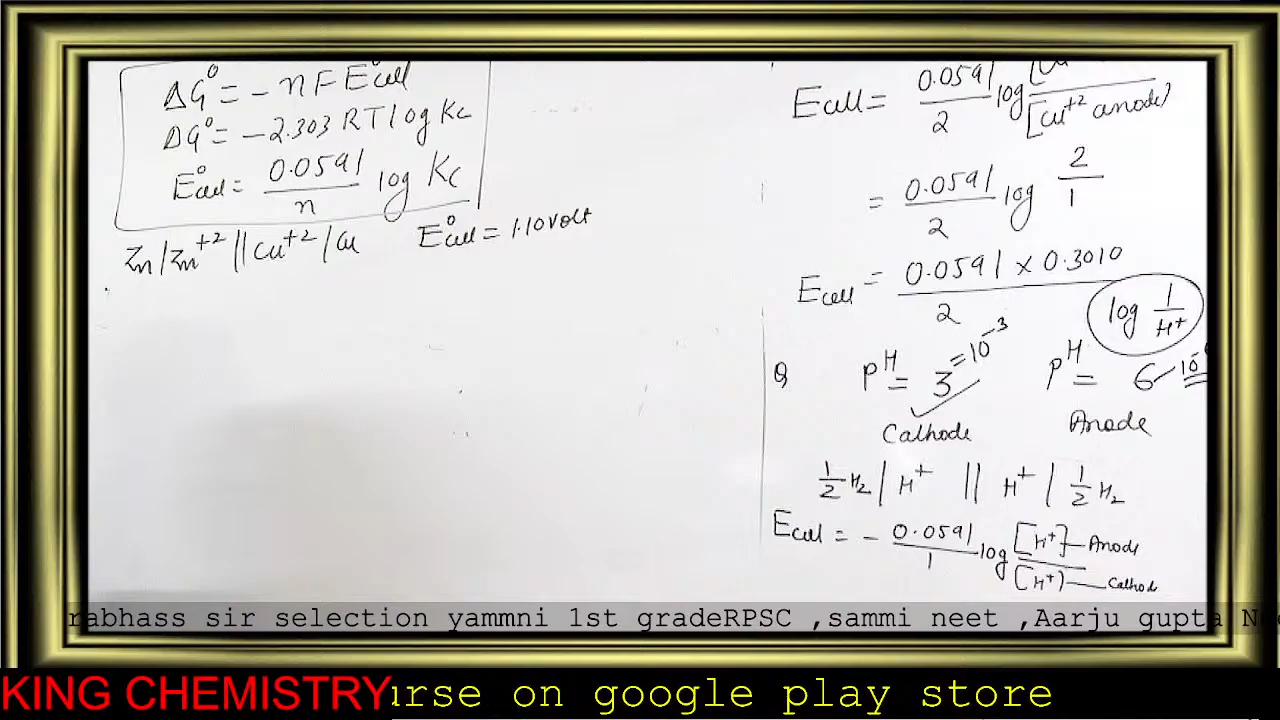 ΔG° = - nFE°cell
ΔG° = - 2.303 RT log Kc
E°cell = 0.0591/n log Kc
Zn/Zn+2 || Cu+2/Cu E°cell = 1.10 volt
Ecell = 0.0591/2 log [Cu / [Cu+2 anode)
= 0.0591/2 log 2/1
Ecell = 0.0591 × 0.3010 / 2
log 1/H+
Q pH = 3 = 10-3 pH = 6 10-
Cathode Anode
1/2 H2 | H+ || H+ | 1/2 H2
Ecell = - 0.0591/1 log [H+] Anode / [H+) Cathode
rabhass sir selection yammni 1st gradeRPSC ,sammi neet ,Aarju gupta
KING CHEMISTRY urse on google play store